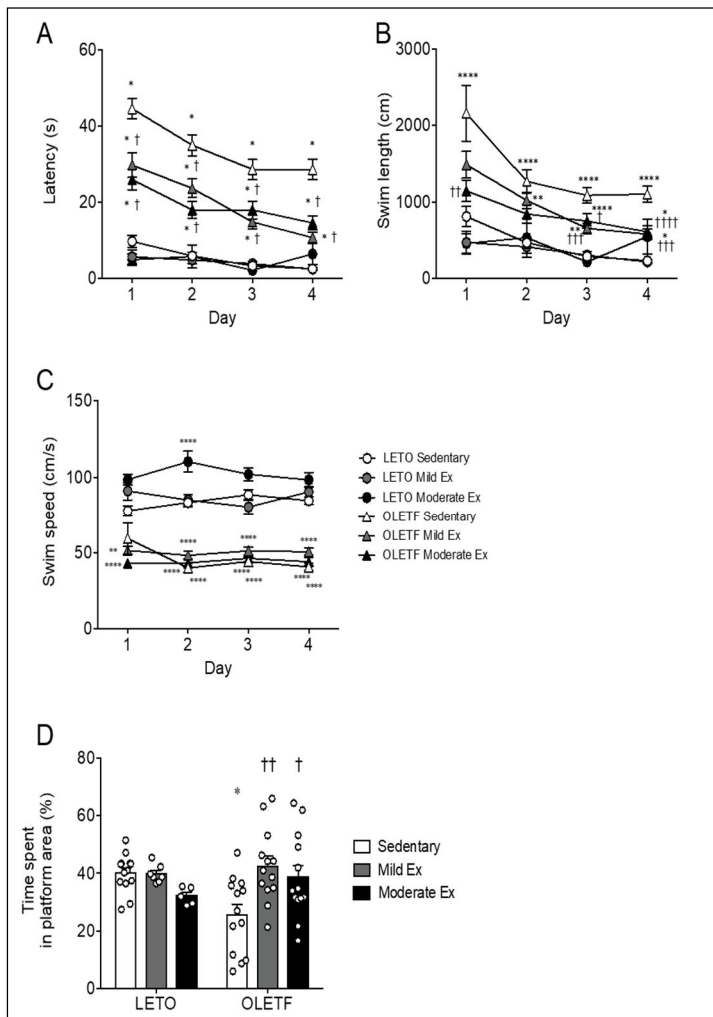 A
60
40
20
0
Latency (s)
*
*
*
*
* †
* †
* †
* †
* †
* †
* †
* †
1 2 3 4
Day
B
3000
2000
1000
0
Swim length (cm)
****
****
****
****
††
**
****
†
**
†††
*
††††
*
†††
1 2 3 4
Day
C
150
100
50
0
Swim speed (cm/s)
****
**
****
****
****
****
****
****
****
****
****
****
1 2 3 4
Day
LETO Sedentary
LETO Mild Ex
LETO Moderate Ex
OLETF Sedentary
OLETF Mild Ex
OLETF Moderate Ex
D
80
60
40
20
0
Time spent
in platform area (%)
*
††
†
LETO OLETF
Sedentary
Mild Ex
Moderate Ex